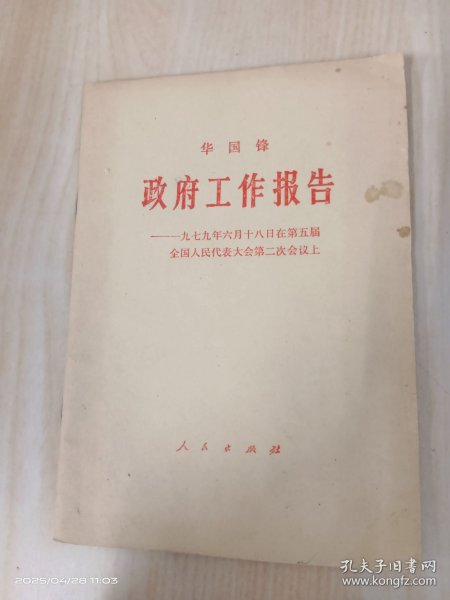 华国锋
政府工作报告
——一九七九年六月十八日在第五届
全国人民代表大会第二次会议上
人民出版社
2025/04/28 11:03
孔夫子旧书网
www.kongfz.com